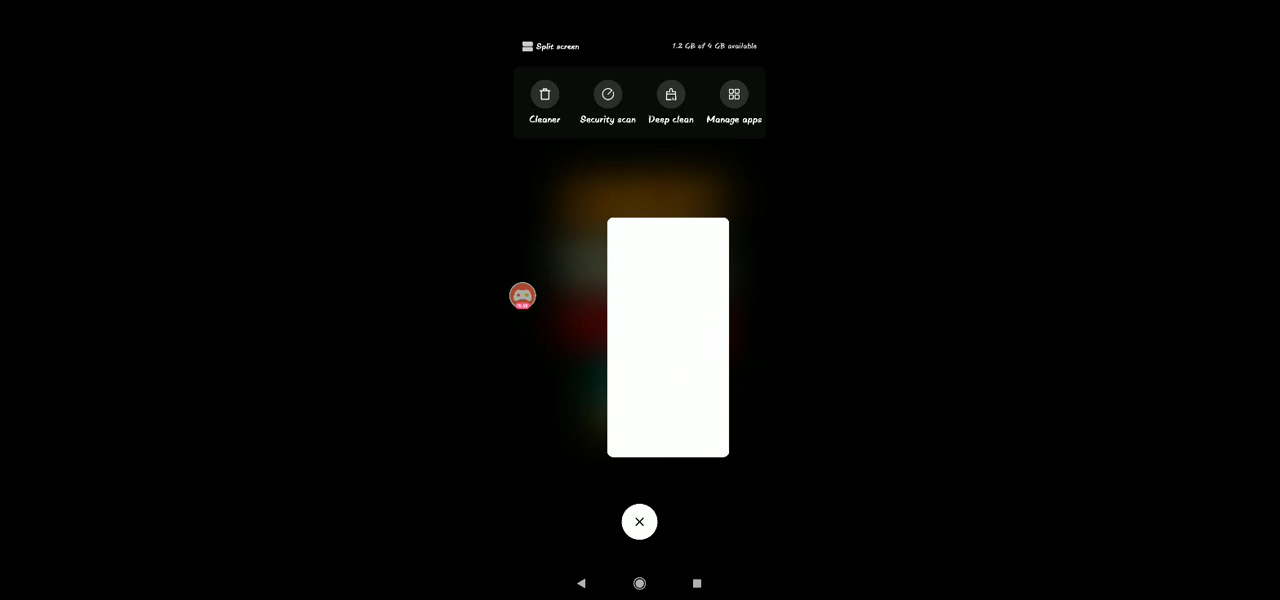 Split screen
1.2 GB of 4 GB available
Cleaner
Security scan
Deep clean
Manage apps